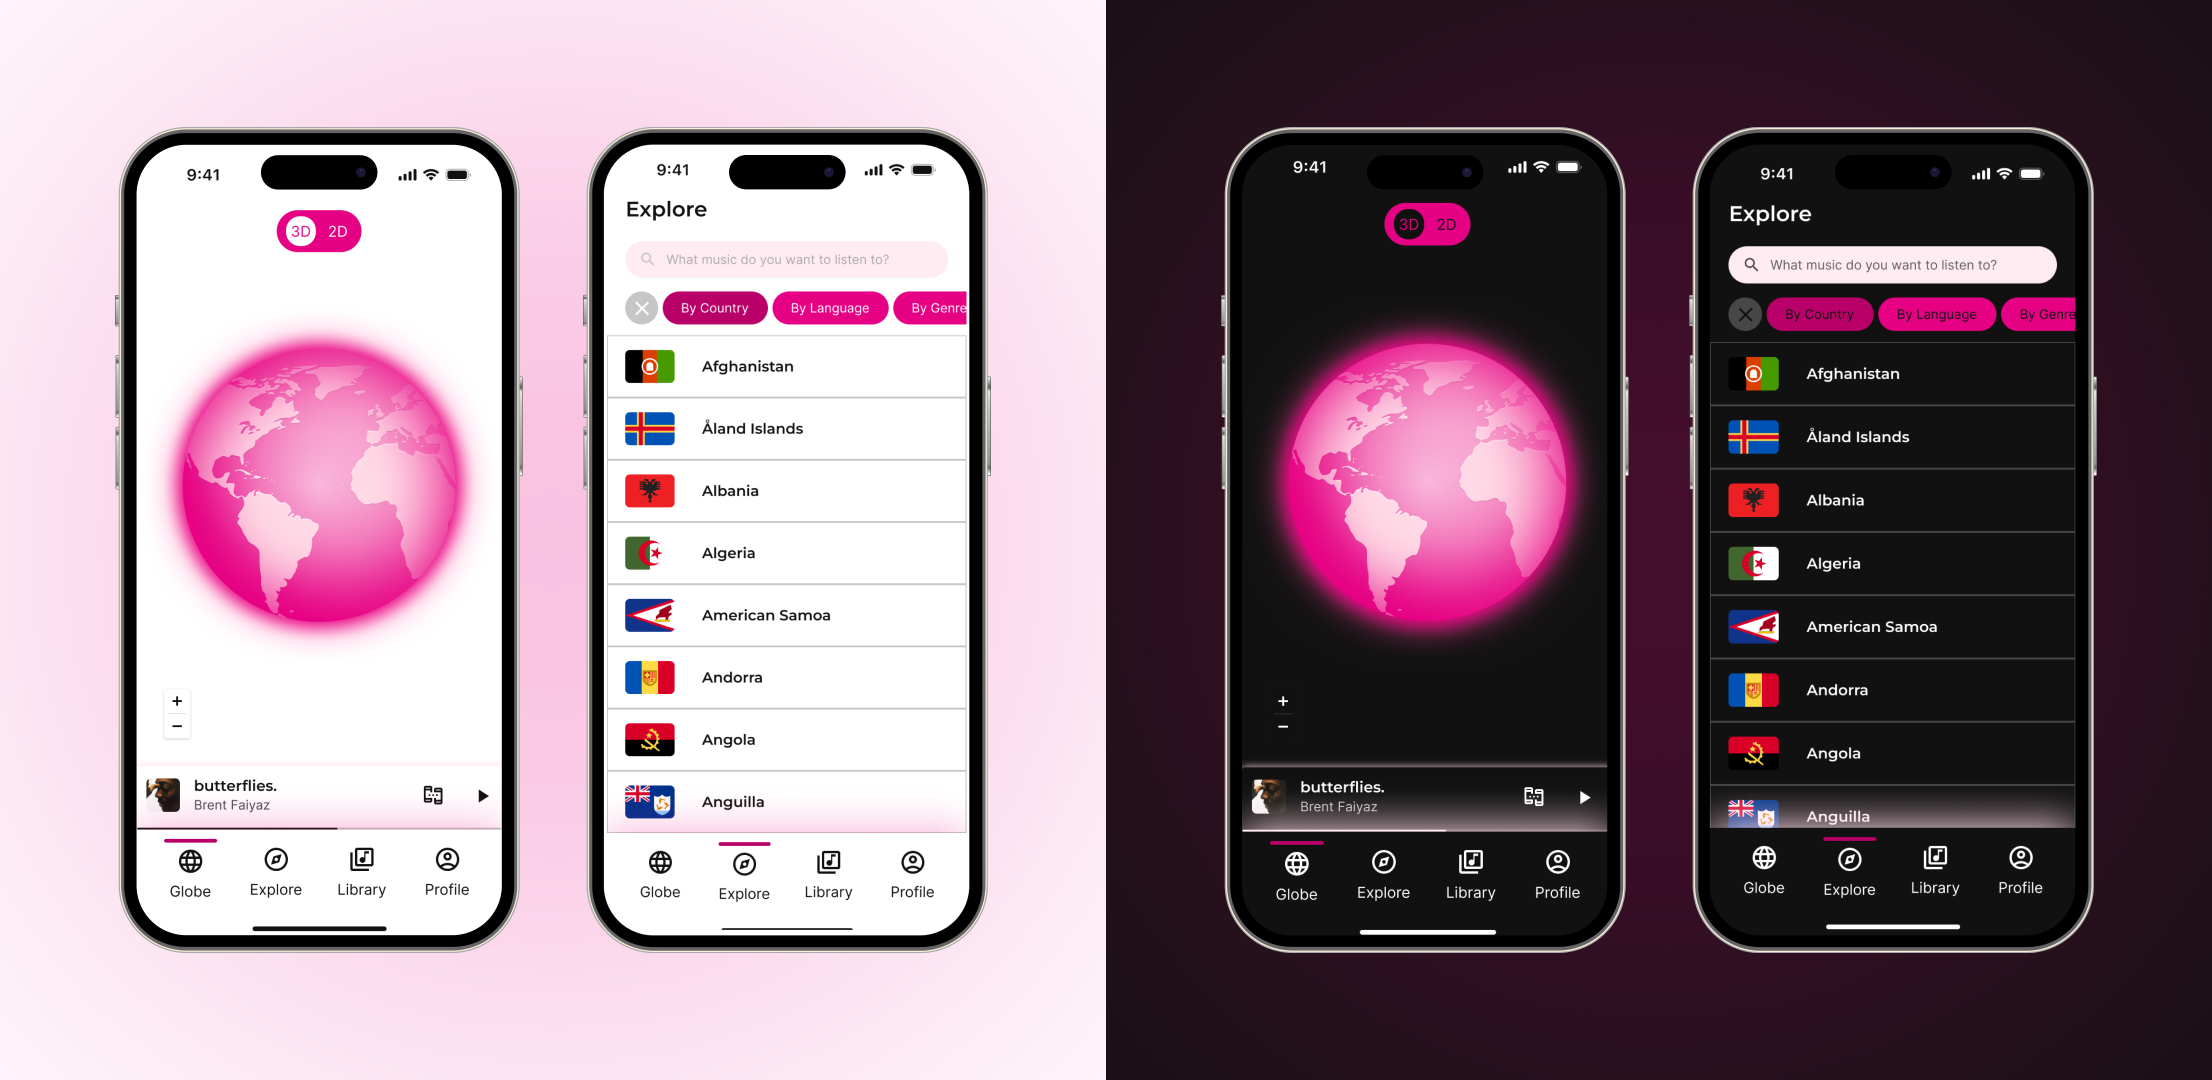 9:41
3D 2D
+
−
butterflies.
Brent Faiyaz
Globe Explore Library Profile
9:41
Explore
What music do you want to listen to?
By Country By Language By Genre
Afghanistan
Åland Islands
Albania
Algeria
American Samoa
Andorra
Angola
Anguilla
Globe Explore Library Profile
9:41
3D 2D
+
−
butterflies.
Brent Faiyaz
Globe Explore Library Profile
9:41
Explore
What music do you want to listen to?
By Country By Language By Genre
Afghanistan
Åland Islands
Albania
Algeria
American Samoa
Andorra
Angola
Anguilla
Globe Explore Library Profile